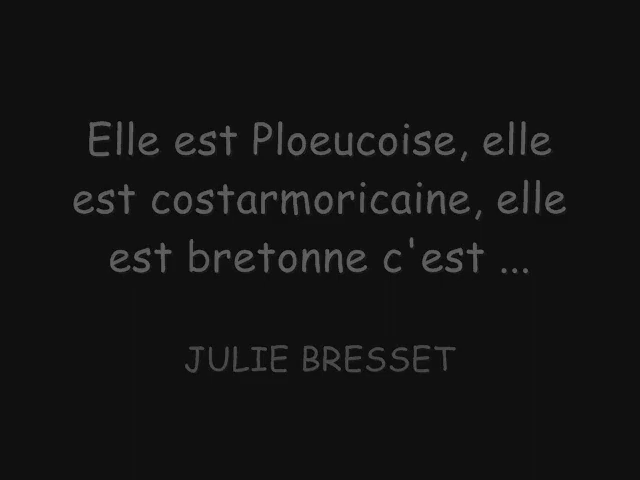 Elle est Ploeucoise, elle
est costarmoricaine, elle
est bretonne c'est ...
JULIE BRESSET